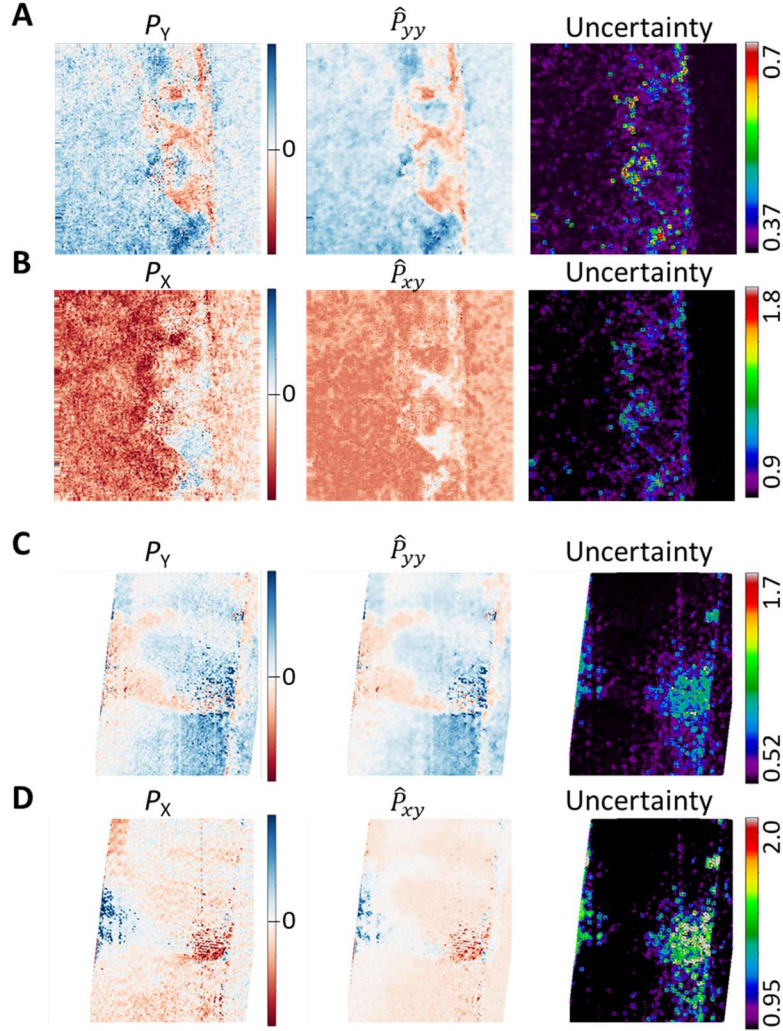 A
P_Y
P̂_yy
Uncertainty
0
0.7
0.37
B
P_X
P̂_xy
Uncertainty
0
1.8
0.9
C
P_Y
P̂_yy
Uncertainty
0
1.7
0.52
D
P_X
P̂_xy
Uncertainty
0
2.0
0.95